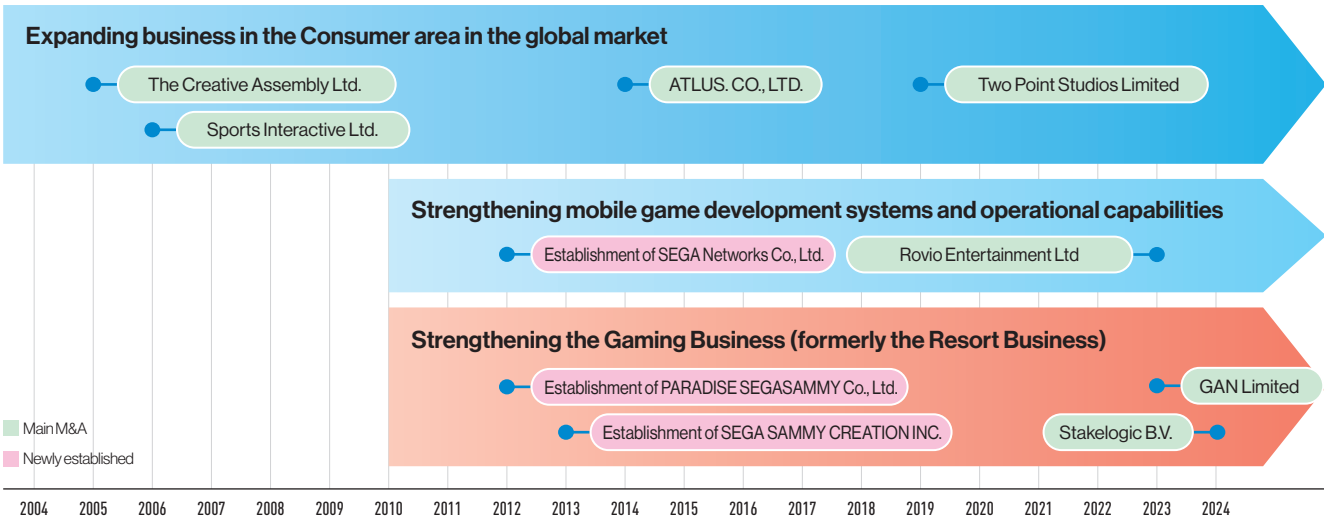 Expanding business in the Consumer area in the global market
The Creative Assembly Ltd.
ATLUS. CO., LTD.
Two Point Studios Limited
Sports Interactive Ltd.
Strengthening mobile game development systems and operational capabilities
Establishment of SEGA Networks Co., Ltd.
Rovio Entertainment Ltd
Strengthening the Gaming Business (formerly the Resort Business)
Establishment of PARADISE SEGASAMMY Co., Ltd.
GAN Limited
Establishment of SEGA SAMMY CREATION INC.
Stakelogic B.V.
Main M&A
Newly established
2004 2005 2006 2007 2008 2009 2010 2011 2012 2013 2014 2015 2016 2017 2018 2019 2020 2021 2022 2023 2024